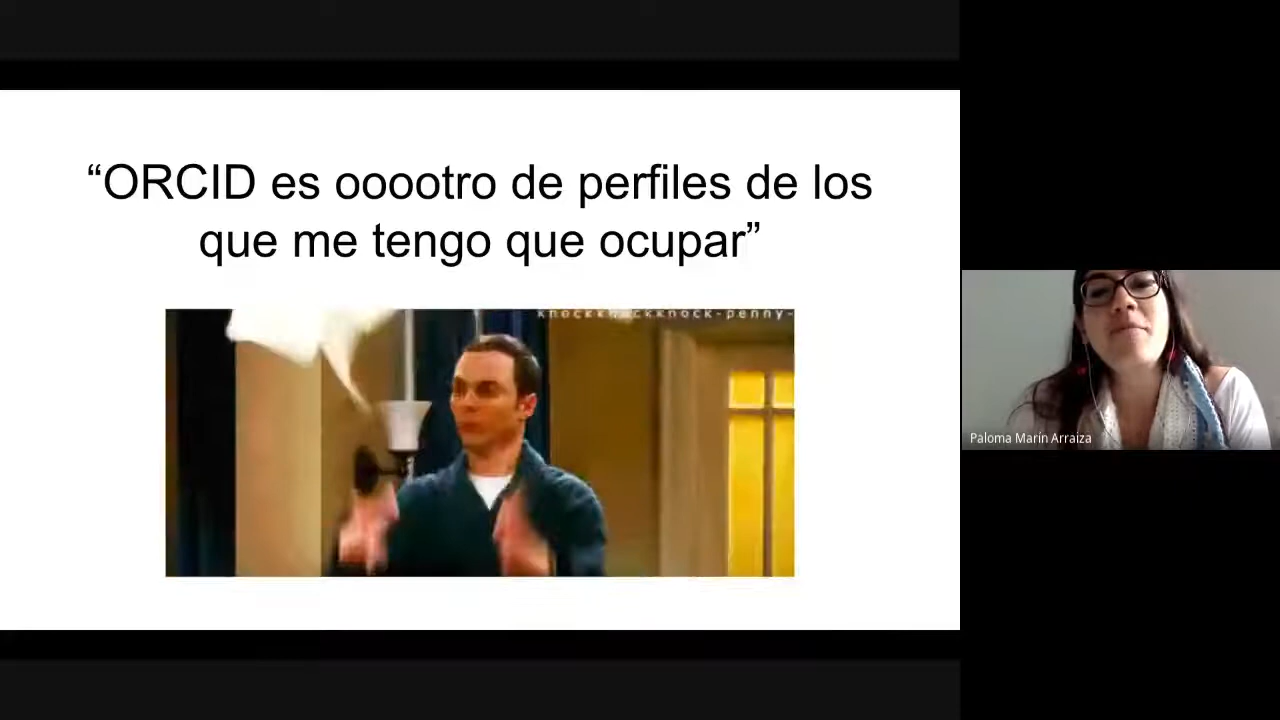 “ORCID es ooootro de perfiles de los
que me tengo que ocupar”
knockknockknock-penny-
Paloma Marín Arraiza